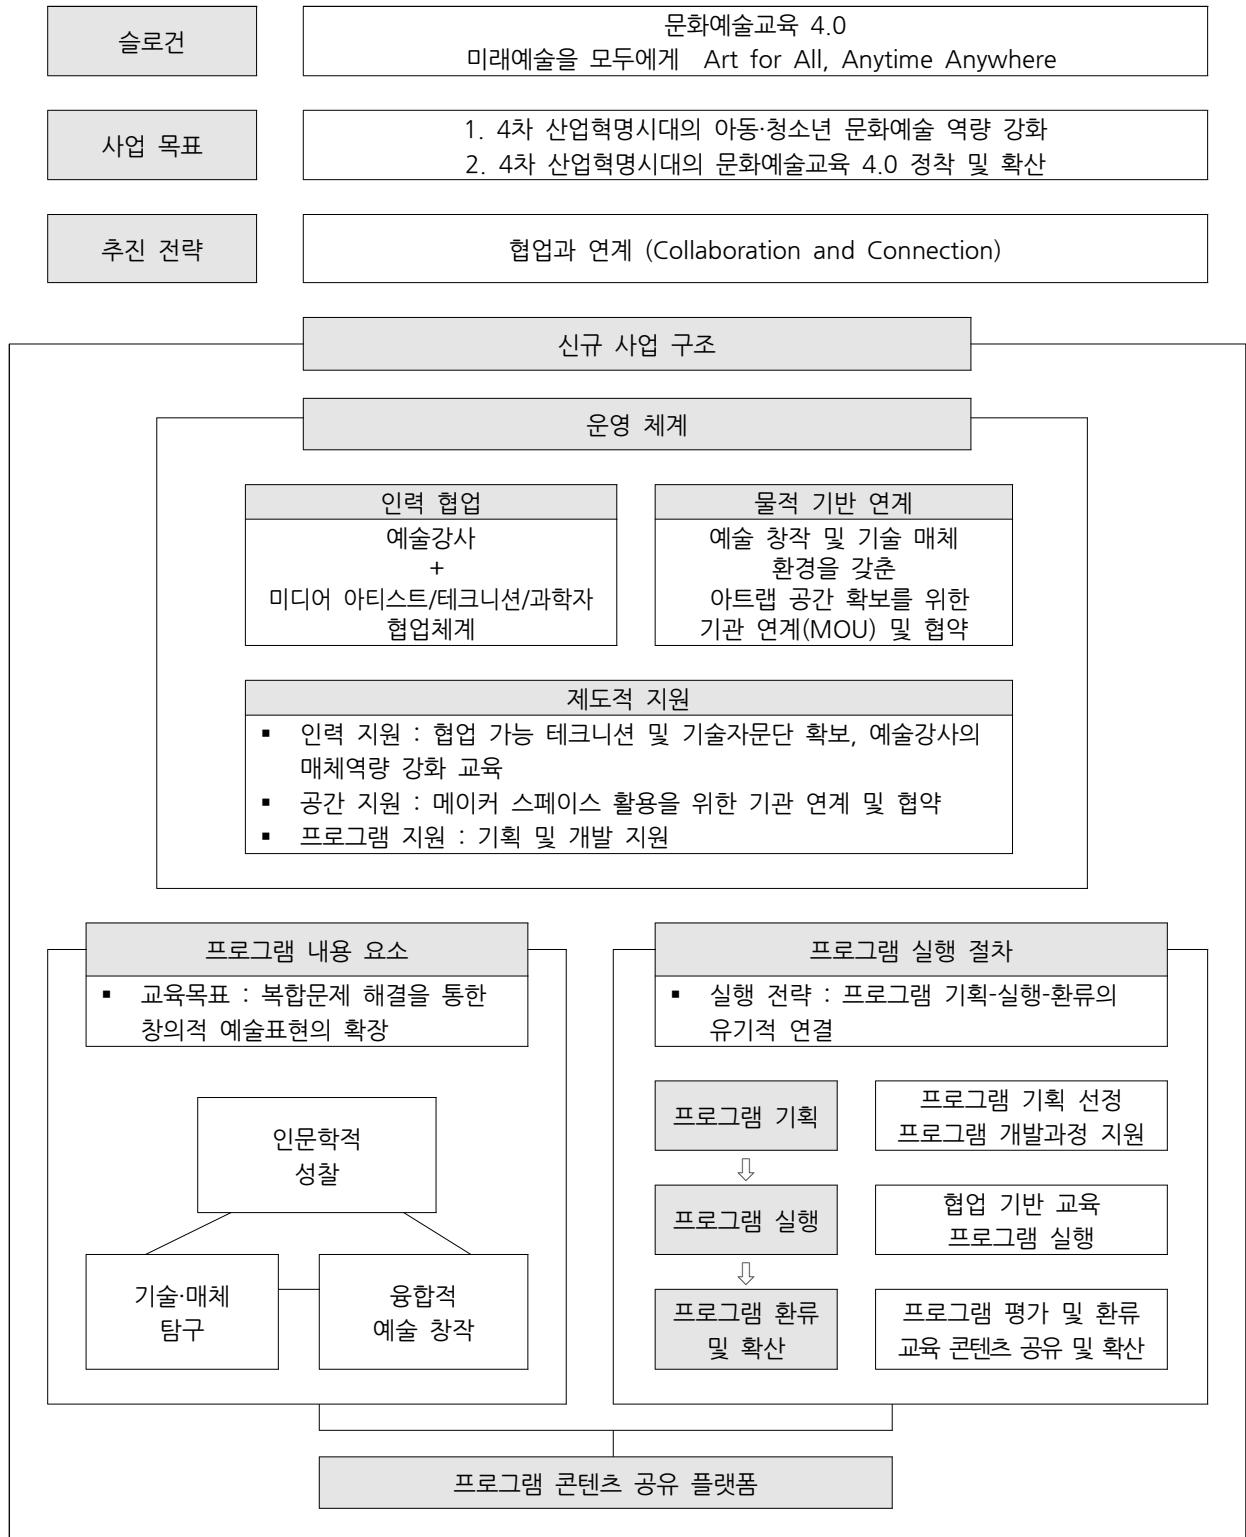 슬로건
문화예술교육 4.0
미래예술을 모두에게 Art for All, Anytime Anywhere
사업 목표
1. 4차 산업혁명시대의 아동·청소년 문화예술 역량 강화
2. 4차 산업혁명시대의 문화예술교육 4.0 정착 및 확산
추진 전략
협업과 연계 (Collaboration and Connection)
신규 사업 구조
운영 체계
인력 협업
예술강사
+
미디어 아티스트/테크니션/과학자
협업체계
물적 기반 연계
예술 창작 및 기술 매체
환경을 갖춘
아트랩 공간 확보를 위한
기관 연계(MOU) 및 협약
제도적 지원
▪ 인력 지원 : 협업 가능 테크니션 및 기술자문단 확보, 예술강사의
매체역량 강화 교육
▪ 공간 지원 : 메이커 스페이스 활용을 위한 기관 연계 및 협약
▪ 프로그램 지원 : 기획 및 개발 지원
프로그램 내용 요소
▪ 교육목표 : 복합문제 해결을 통한
창의적 예술표현의 확장
인문학적
성찰
기술·매체
탐구
융합적
예술 창작
프로그램 실행 절차
▪ 실행 전략 : 프로그램 기획-실행-환류의
유기적 연결
프로그램 기획
프로그램 기획 선정
프로그램 개발과정 지원
⇩
프로그램 실행
협업 기반 교육
프로그램 실행
⇩
프로그램 환류
및 확산
프로그램 평가 및 환류
교육 콘텐츠 공유 및 확산
프로그램 콘텐츠 공유 플랫폼